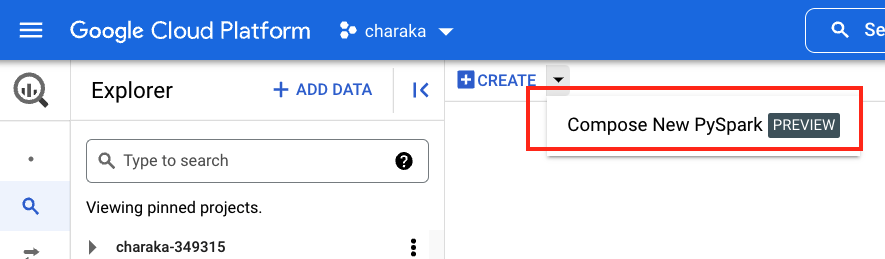 Google Cloud Platform charaka Se
Explorer + ADD DATA CREATE
Compose New PySpark PREVIEW
Type to search ?
Viewing pinned projects.
charaka-349315